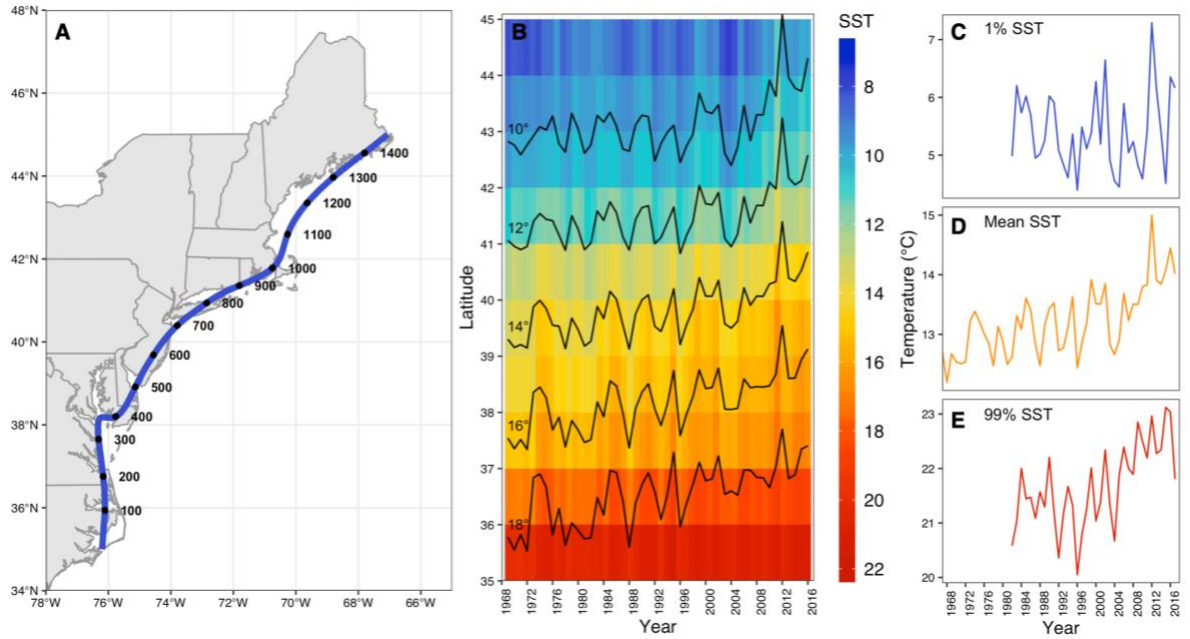 A
48°N
46°N
44°N
42°N
40°N
38°N
36°N
34°N
78°W
76°W
74°W
72°W
70°W
68°W
66°W
1400
1300
1200
1100
1000
900
800
700
600
500
400
300
200
100
B
Latitude
45
44
43
42
41
40
39
38
37
36
35
10°
12°
14°
16°
18°
1968
1972
1976
1980
1984
1988
1992
1996
2000
2004
2008
2012
2016
Year
SST
8
10
12
14
16
18
20
22
Temperature (°C)
C 1% SST
7
6
5
D Mean SST
15
14
13
E 99% SST
23
22
21
20
1968
1972
1976
1980
1984
1988
1992
1996
2000
2004
2008
2012
2016
Year